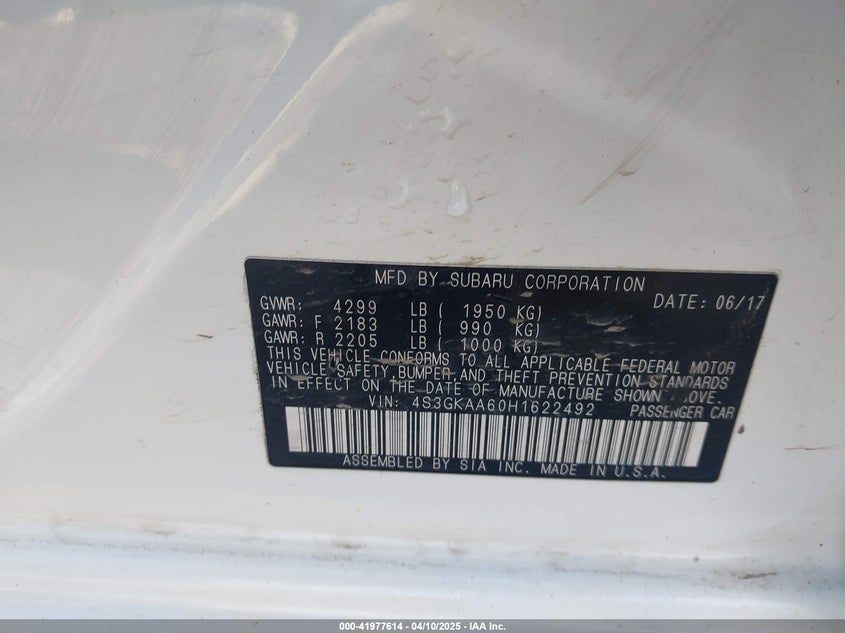 MFD BY SUBARU CORPORATION
DATE: 06/17
GVWR: 4299 LB ( 1950 KG)
GAWR: F 2183 LB ( 990 KG)
GAWR: R 2205 LB ( 1000 KG)
THIS VEHICLE CONFORMS TO ALL APPLICABLE FEDERAL MOTOR
VEHICLE SAFETY, BUMPER, AND THEFT PREVENTION STANDARDS
IN EFFECT ON THE DATE OF MANUFACTURE SHOWN OVE.
VIN: 4S3GKAA60H1622492 PASSENGER CAR
ASSEMBLED BY SIA INC. MADE IN U.S.A.
000-41977614 - 04/10/2025 - IAA Inc.